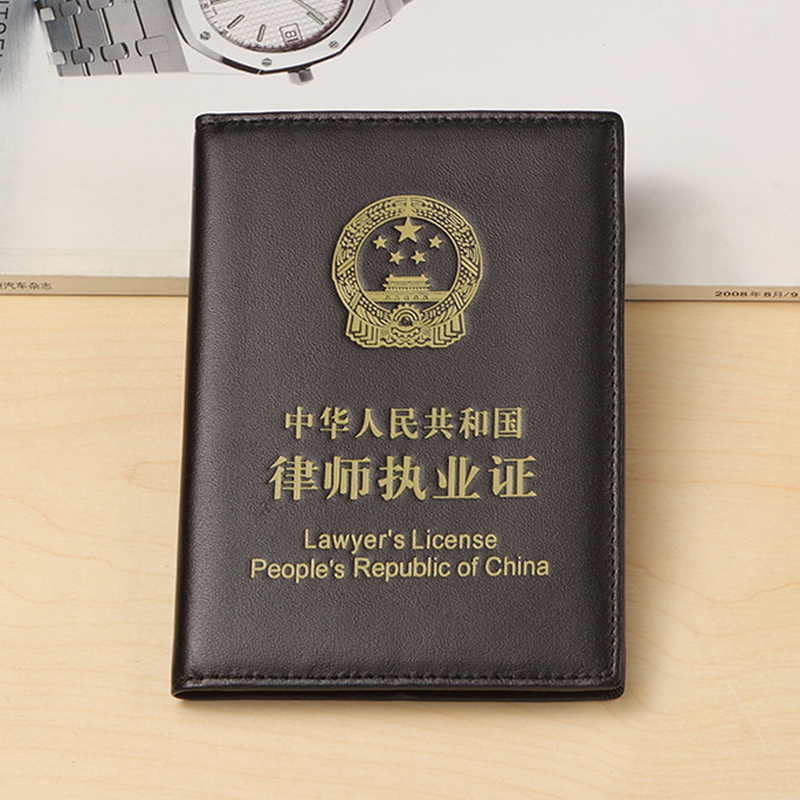 汽车杂志
2008年8月/9
中华人民共和国
律师执业证
Lawyer's License
People's Republic of China